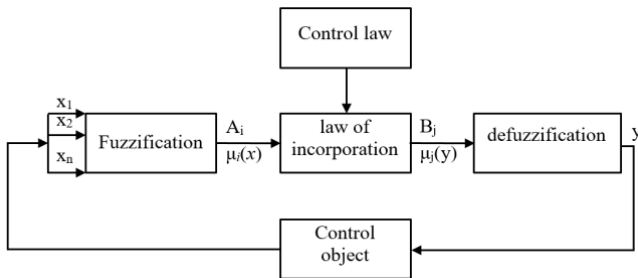 Control law
x₁
x₂
xₙ
Fuzzification
Aᵢ
μᵢ(x)
law of
incorporation
Bⱼ
μⱼ(y)
defuzzification
y
Control
object